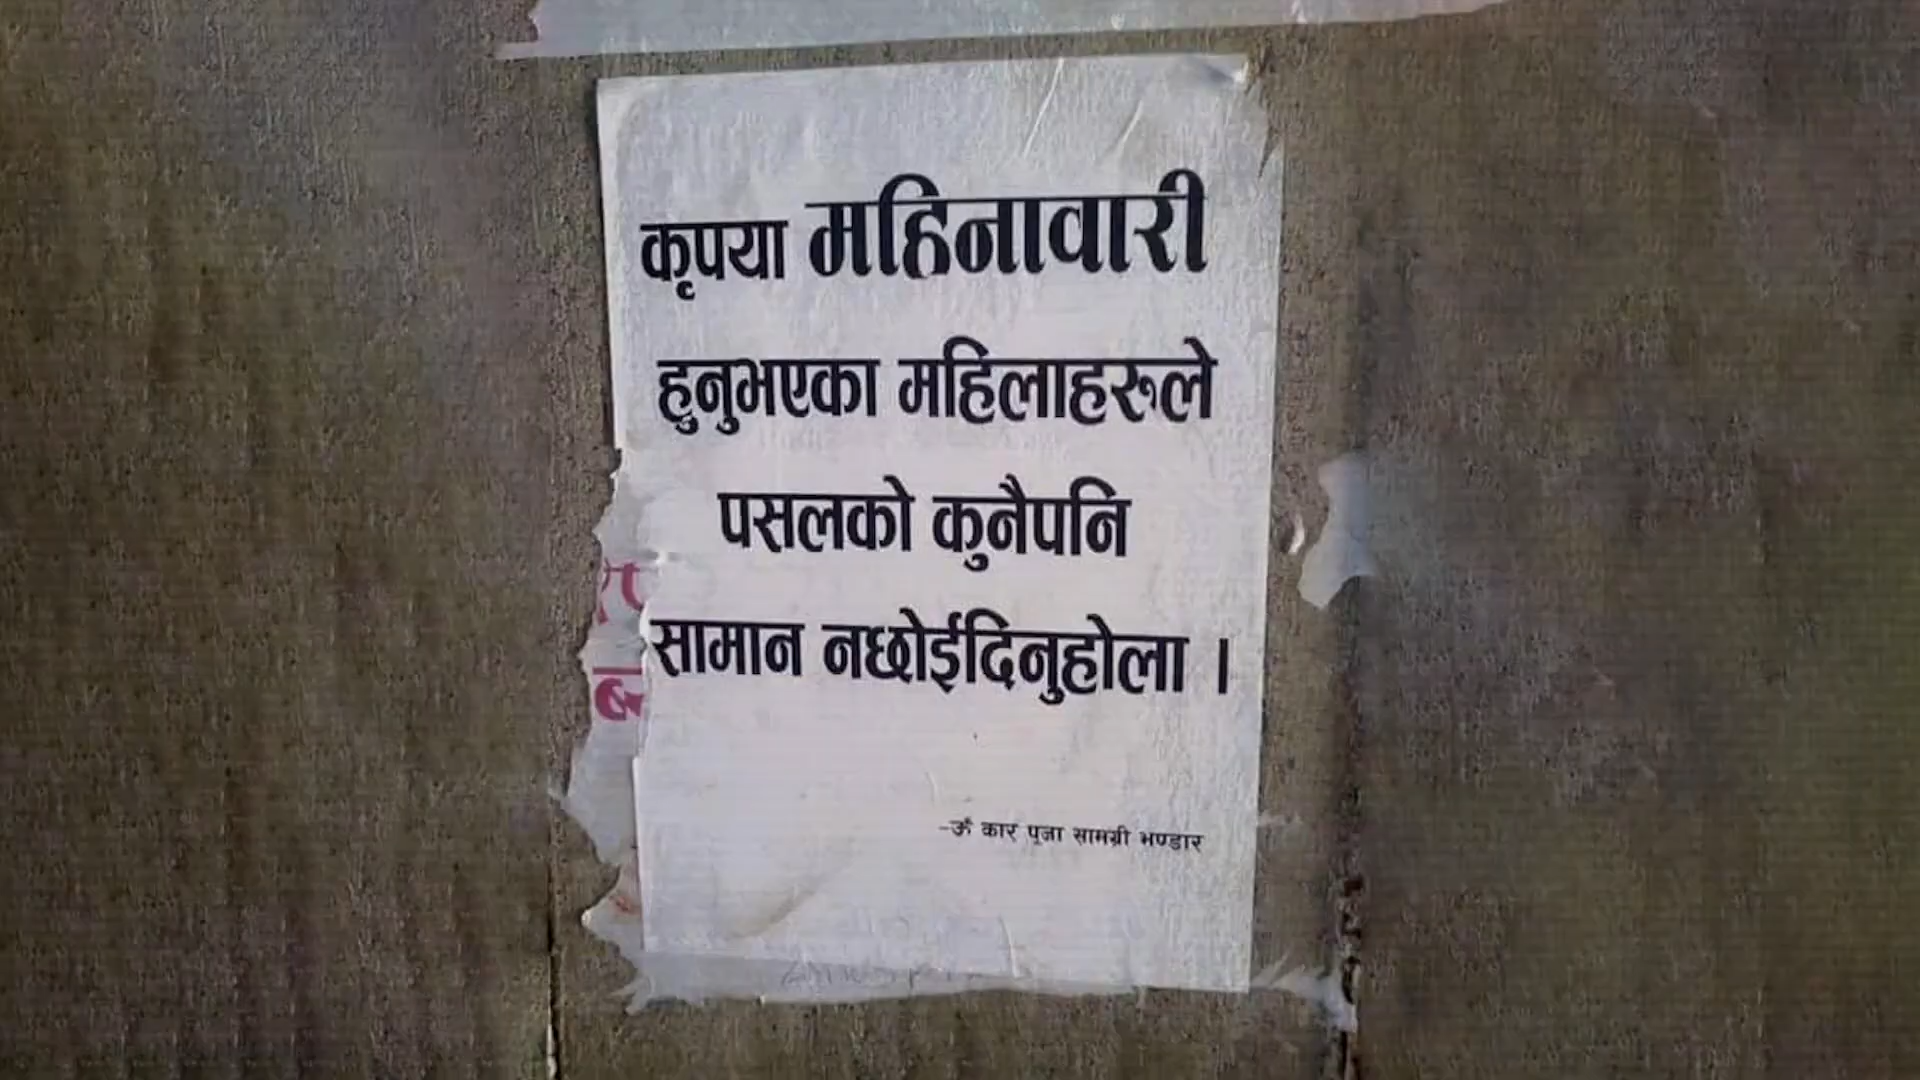 कृपया महिनावारी
हुनुभएका महिलाहरुले
पसलको कुनैपनि
सामान नछोईदिनुहोला ।
-ॐ कार पूजा सामग्री भण्डार